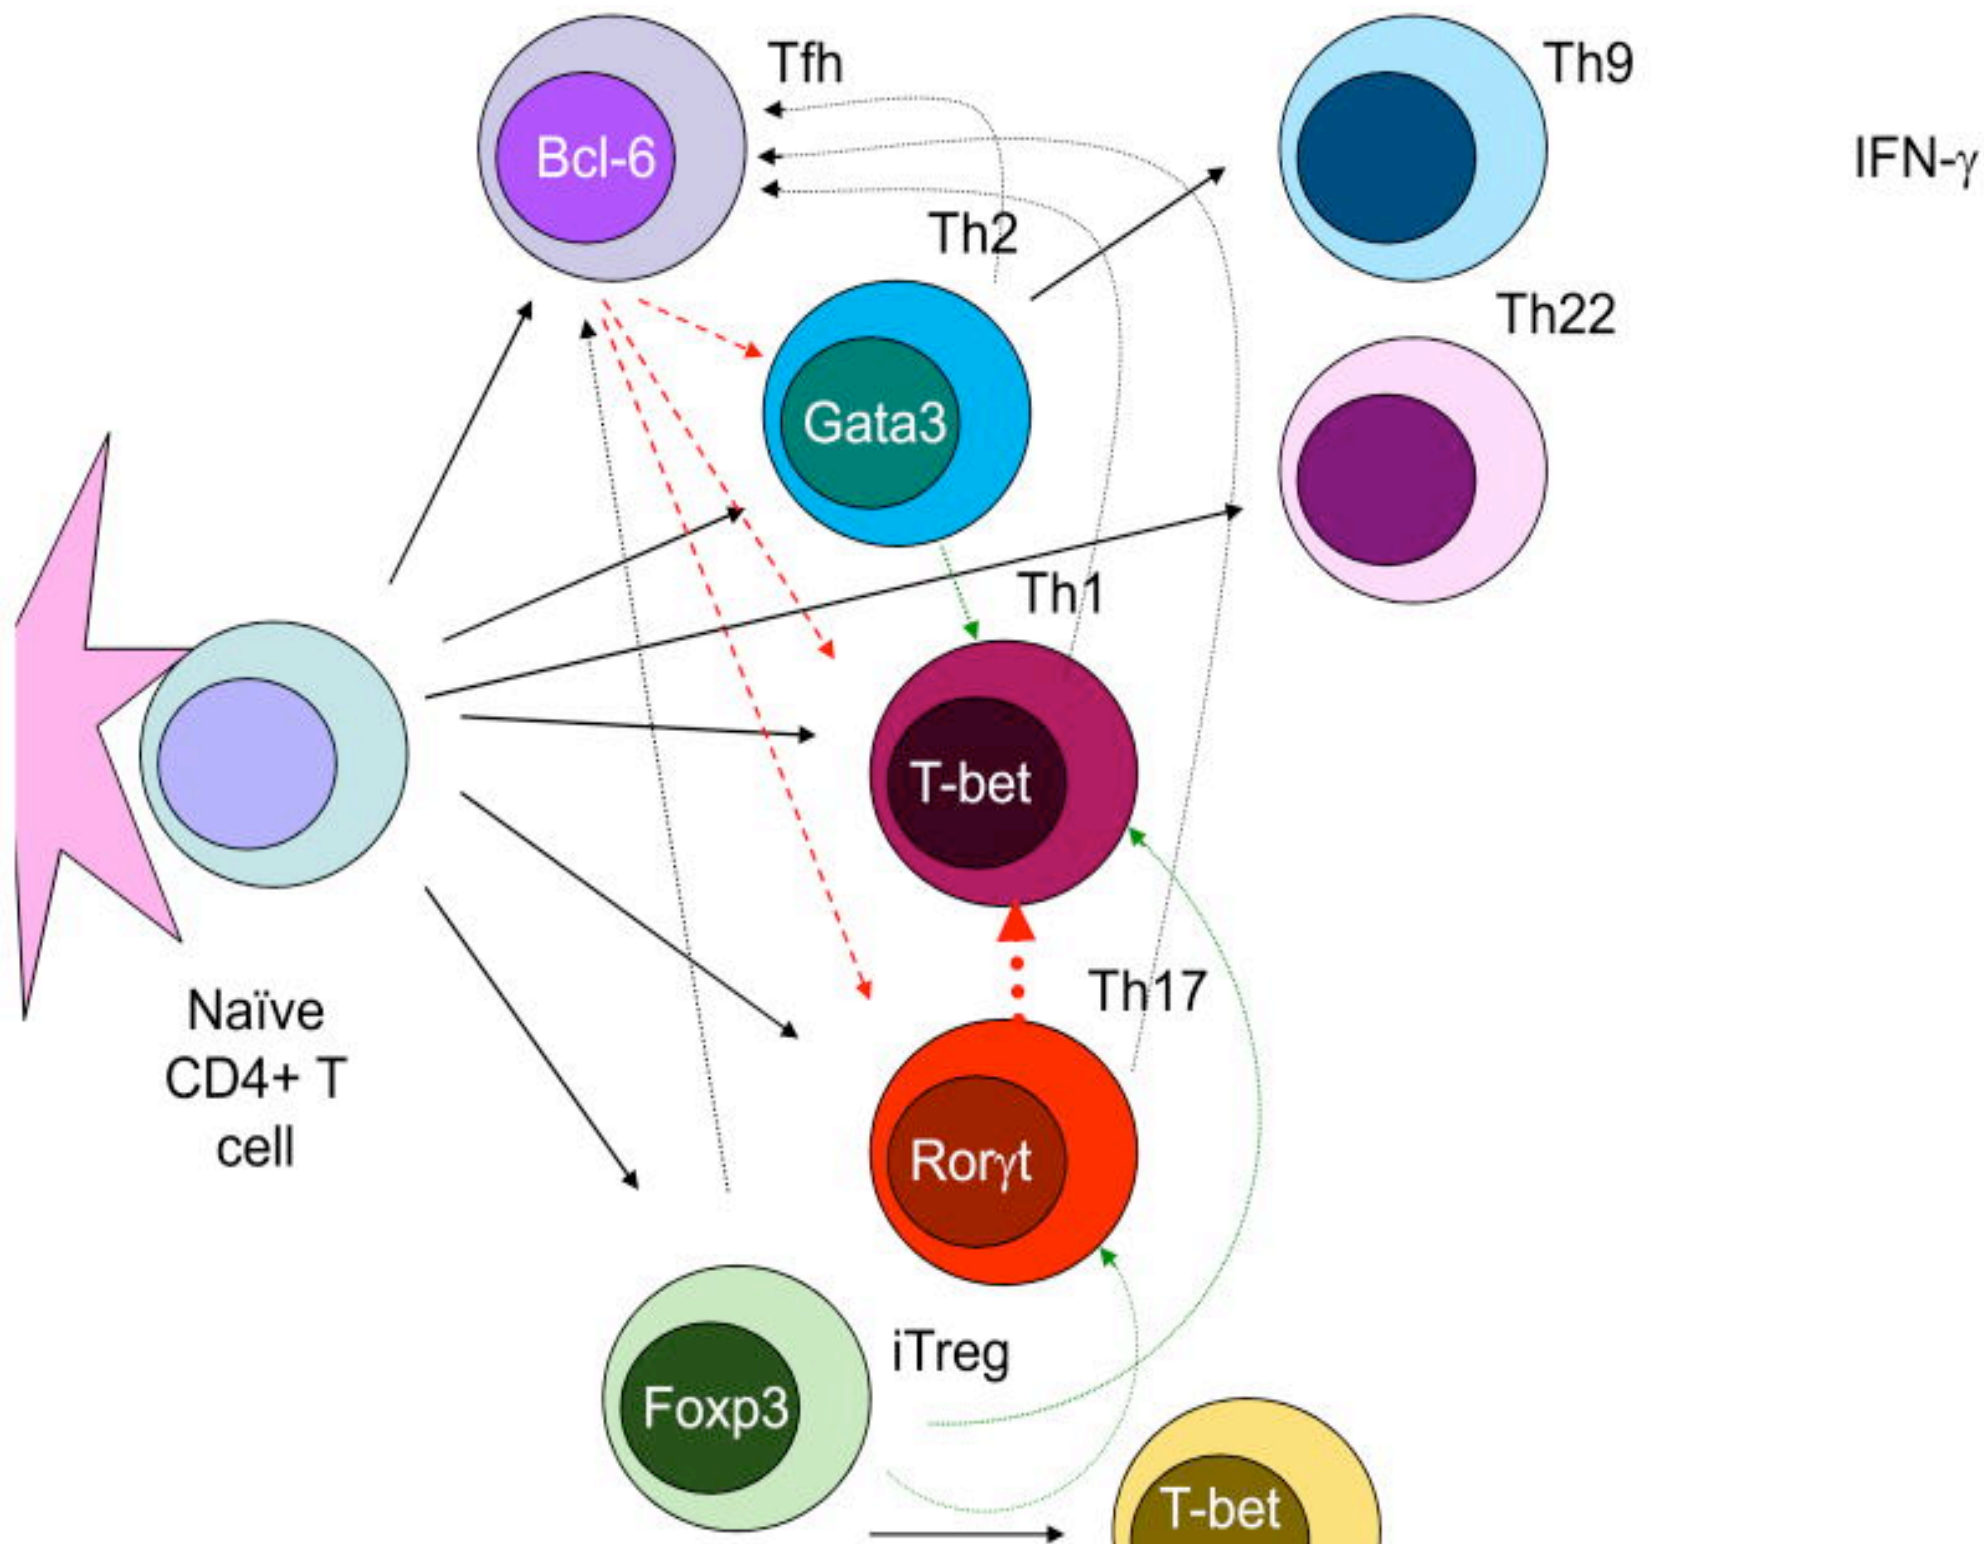 Tfh
Th9
Bcl-6
IFN-γ
Th2
Th22
Gata3
Th1
T-bet
Th17
Naïve
CD4+ T
cell
Rorγt
iTreg
Foxp3
T-bet